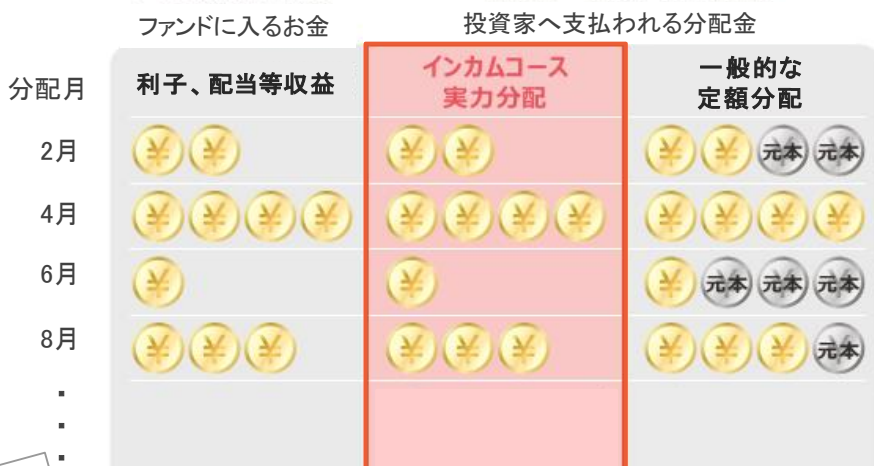 ファンドに入るお金
投資家へ支払われる分配金
分配月
利子、配当等収益
インカムコース
実力分配
一般的な
定額分配
2月
¥ ¥
¥ ¥
¥ ¥ 元本 元本
4月
¥ ¥ ¥ ¥
¥ ¥ ¥ ¥
¥ ¥ ¥ ¥
6月
¥
¥
¥ 元本 元本 元本
8月
¥ ¥ ¥
¥ ¥ ¥
¥ ¥ ¥ 元本